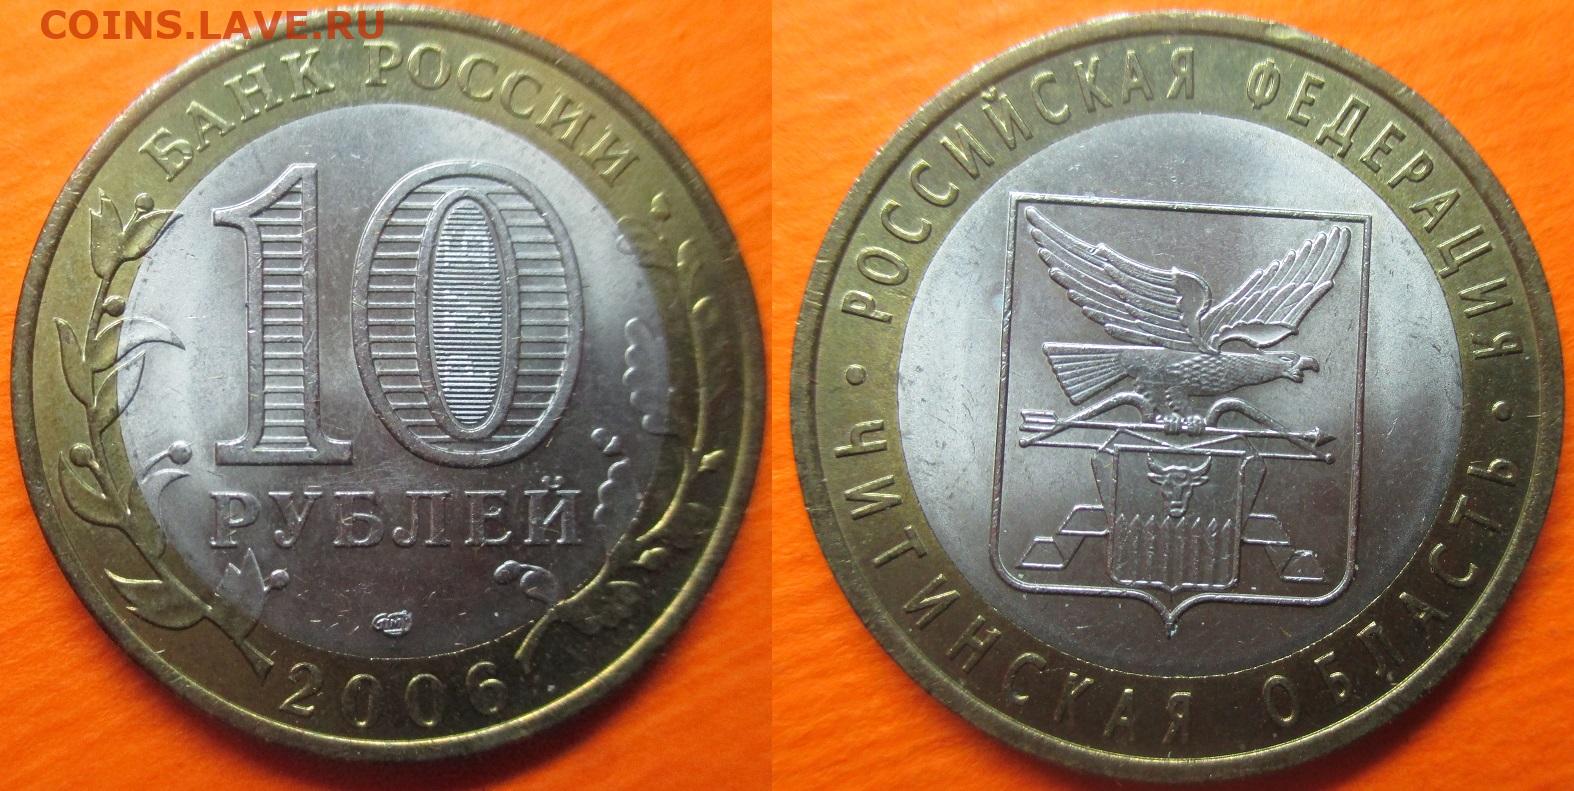 COINS.LAVE.RU
БАНК РОССИИ
10
РУБЛЕЙ
2006
• РОССИЙСКАЯ ФЕДЕРАЦИЯ •
ЧИТИНСКАЯ ОБЛАСТЬ